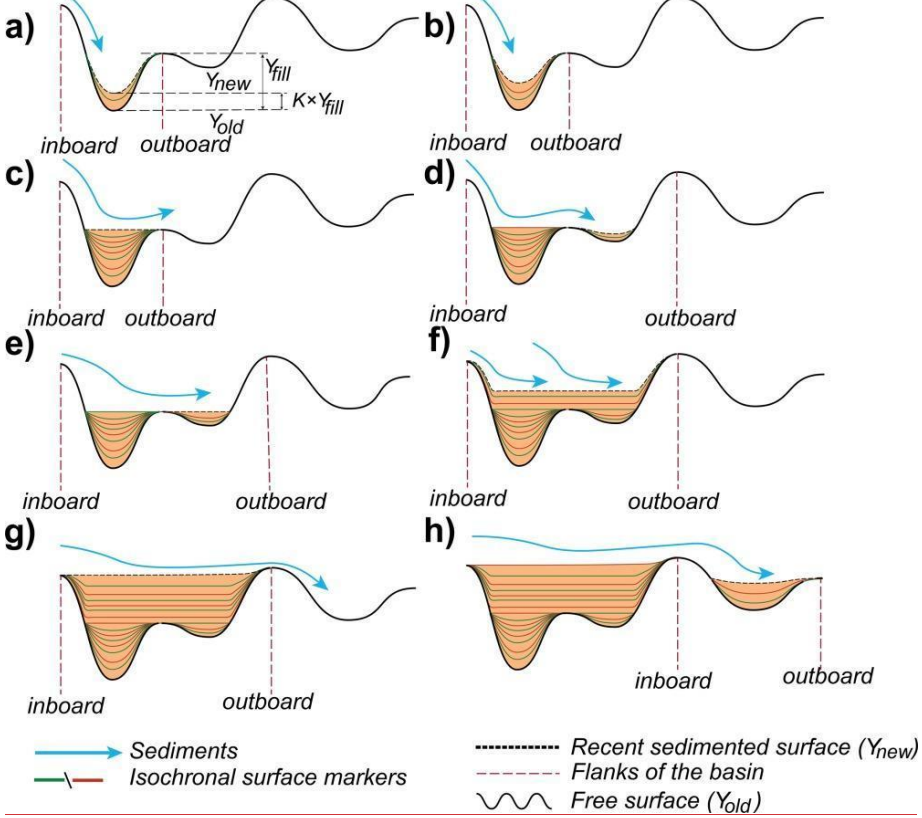 a)
Y_fill
Y_new
K×Y_fill
Y_old
inboard outboard
b)
inboard outboard
c)
inboard outboard
d)
inboard outboard
e)
inboard outboard
f)
inboard outboard
g)
inboard outboard
h)
inboard outboard
Sediments
Isochronal surface markers
Recent sedimented surface (Y_new)
Flanks of the basin
Free surface (Y_old)